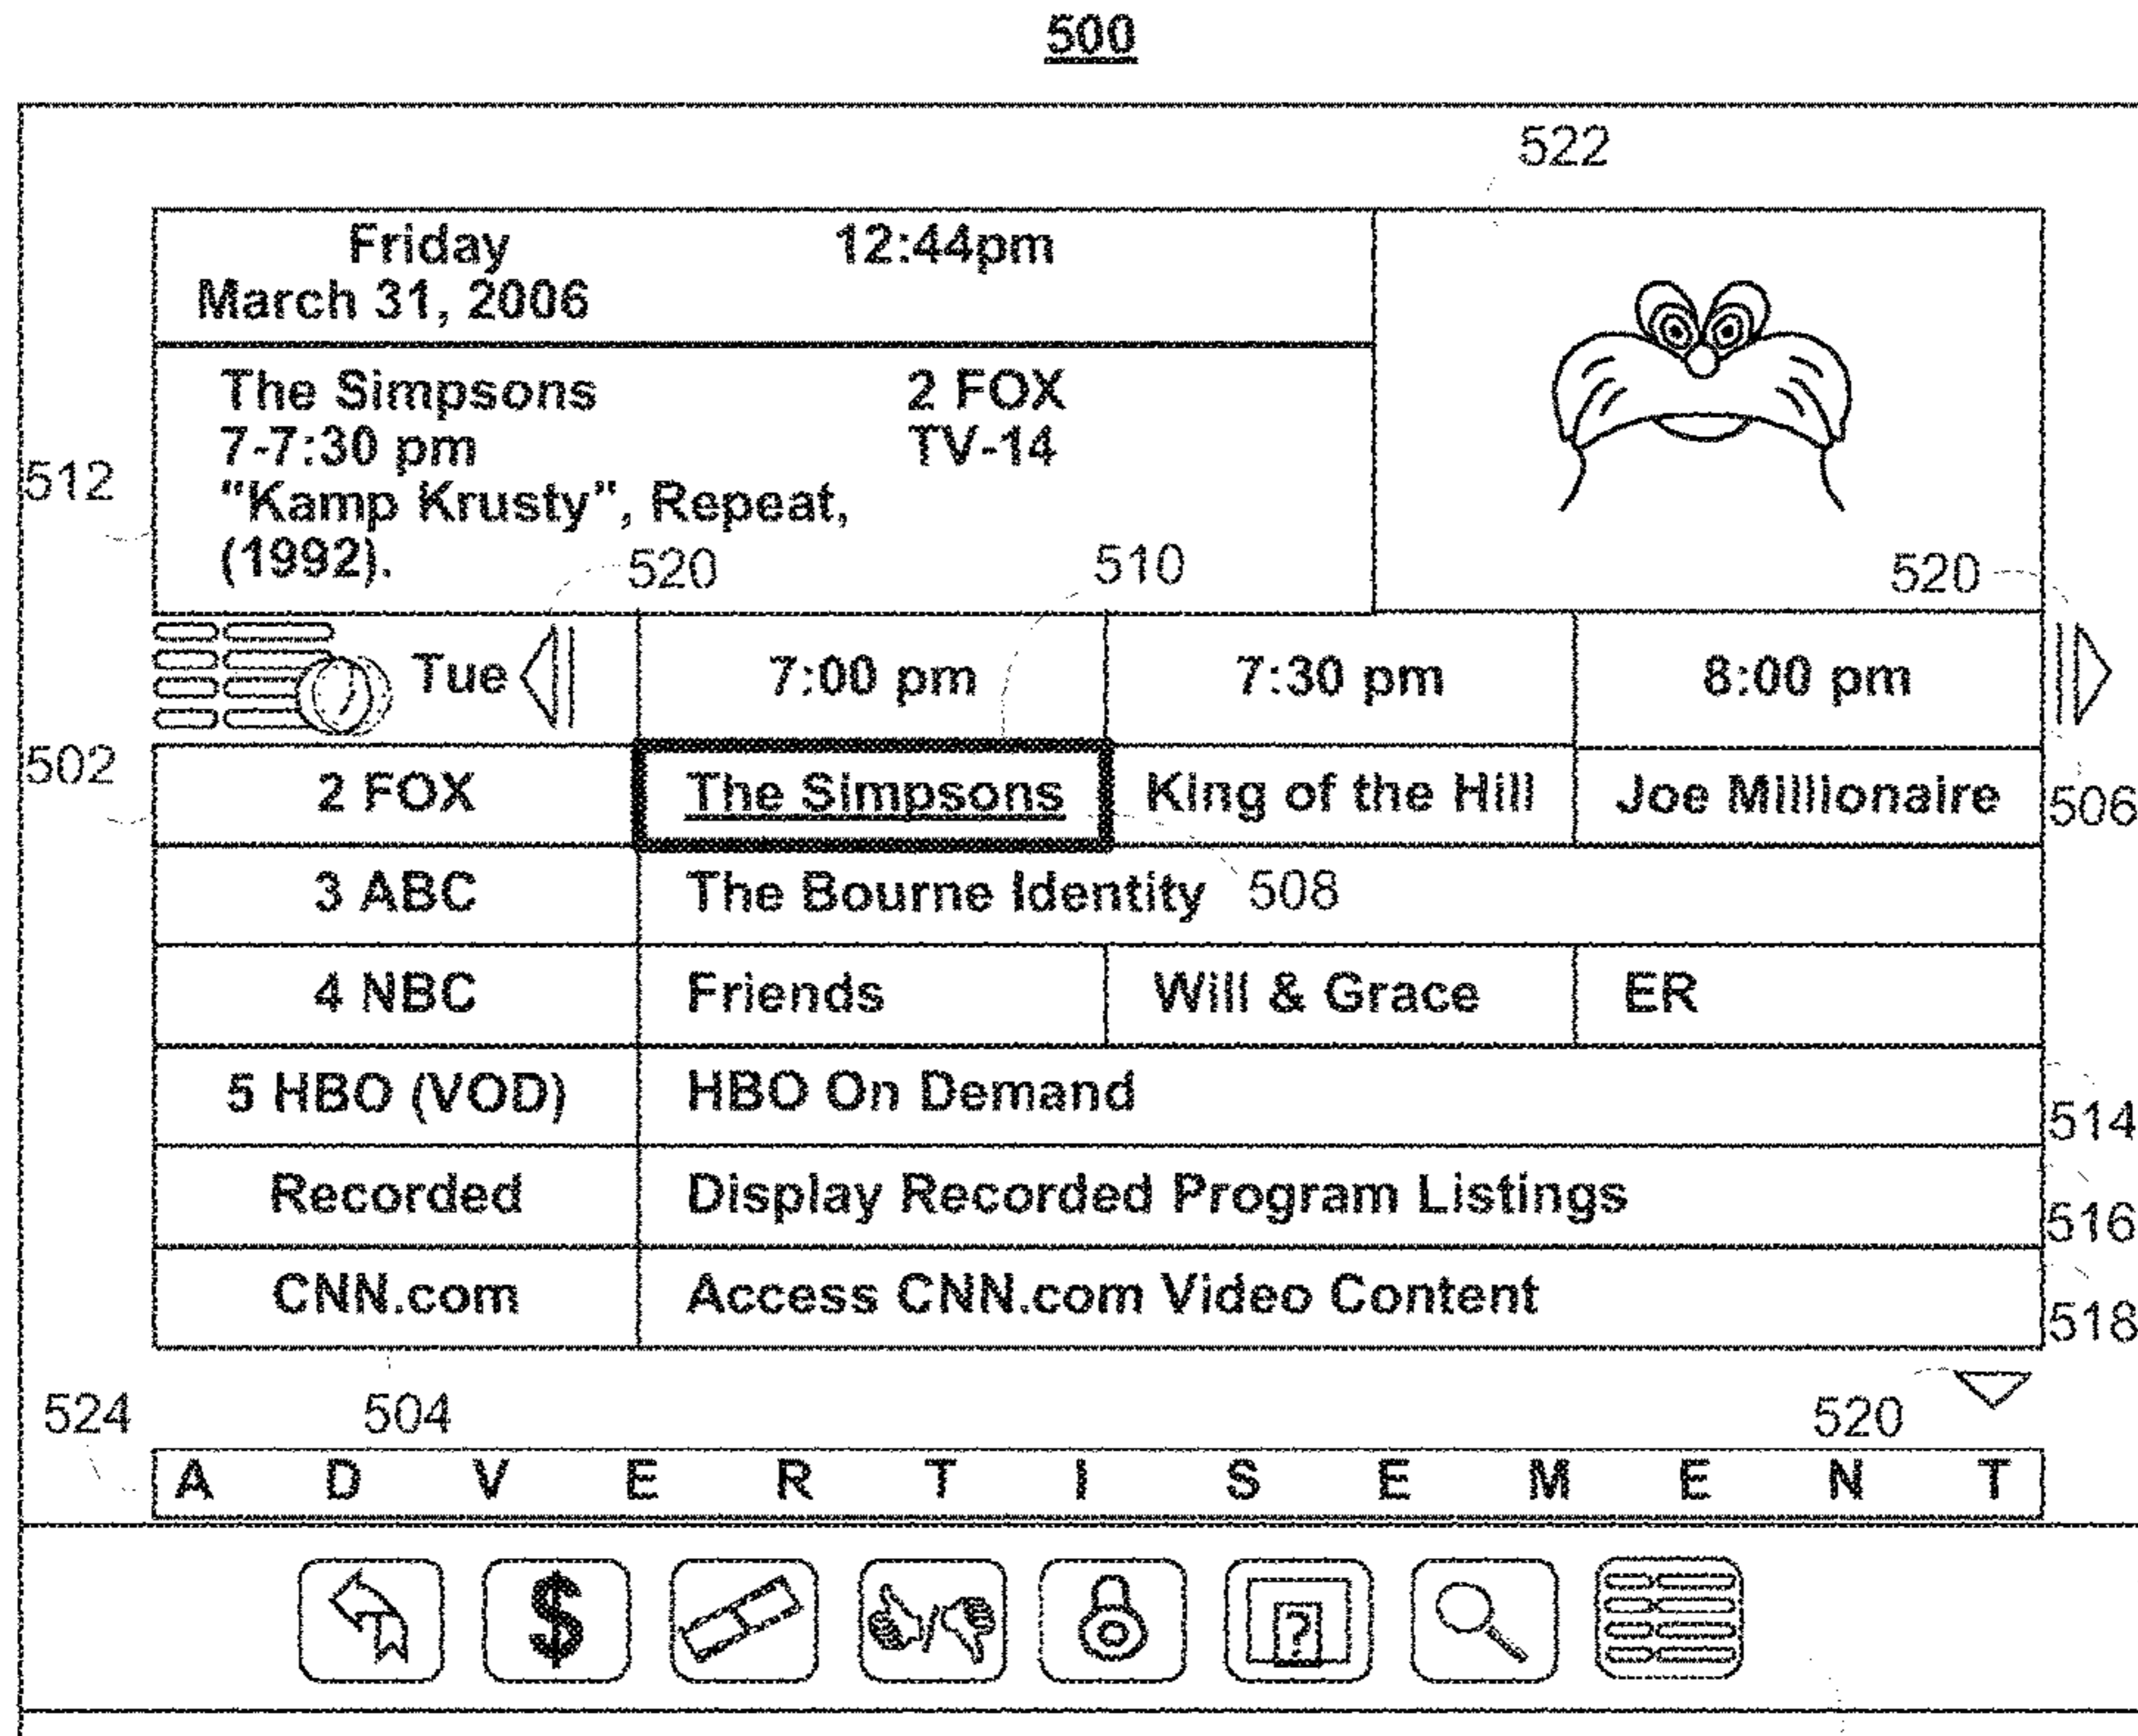 500
522
Friday 12:44pm
March 31, 2006
The Simpsons 2 FOX
7-7:30 pm TV-14
"Kamp Krusty", Repeat,
(1992).
512
520 510 520
Tue 7:00 pm 7:30 pm 8:00 pm
502
2 FOX The Simpsons King of the Hill Joe Millionaire
506
3 ABC The Bourne Identity 508
4 NBC Friends Will & Grace ER
5 HBO (VOD) HBO On Demand
514
Recorded Display Recorded Program Listings
516
CNN.com Access CNN.com Video Content
518
524 504 520
A D V E R T I S E M E N T
$ ?